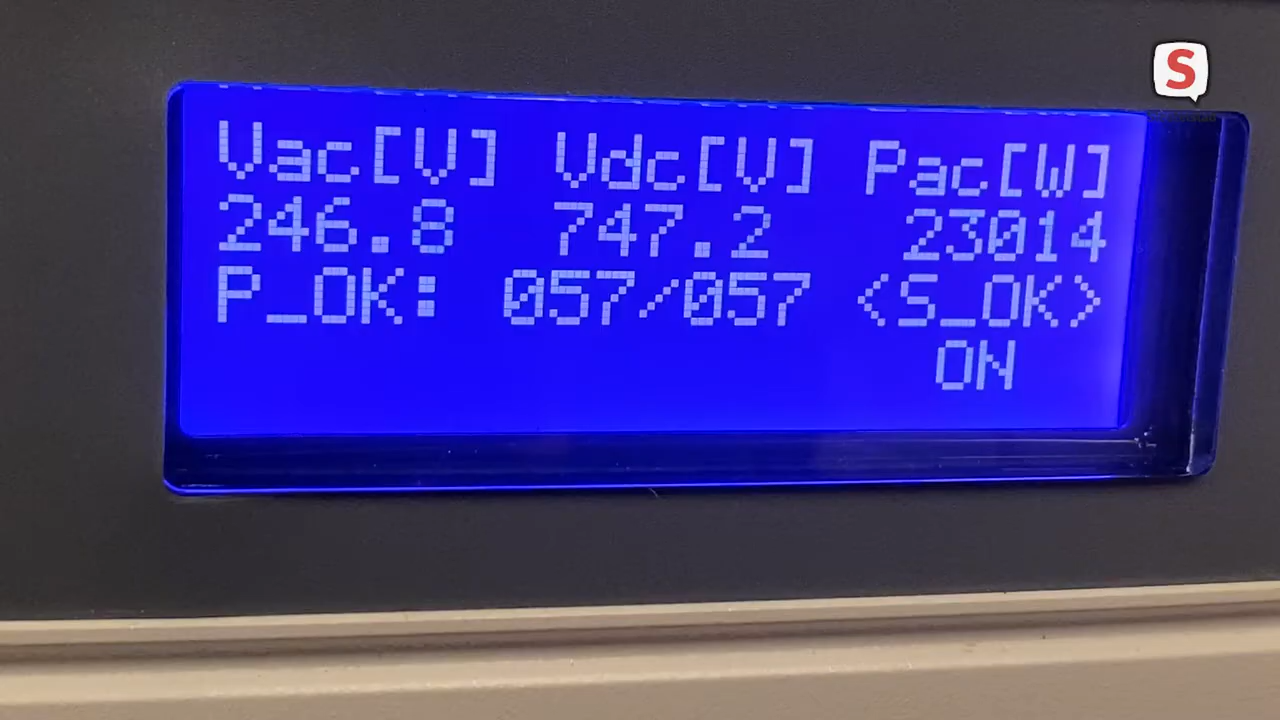 Vac[V] Vdc[V] Pac[W]
246.8 747.2 23014
P_OK: 057/057 <S_OK>
ON
S